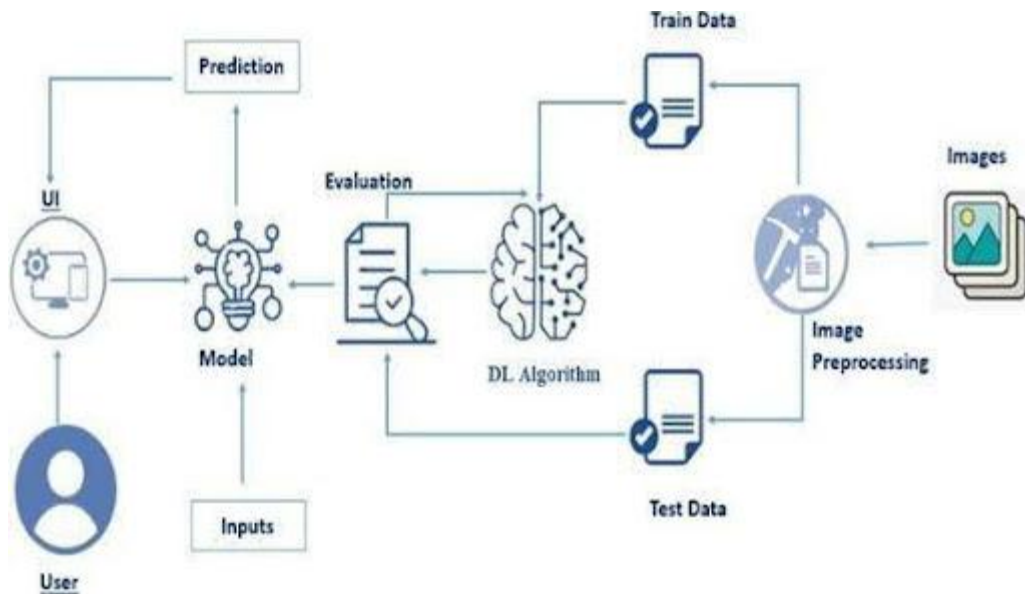 Train Data
Prediction
Images
Evaluation
UI
Image
Preprocessing
Model
DL Algorithm
Test Data
Inputs
User